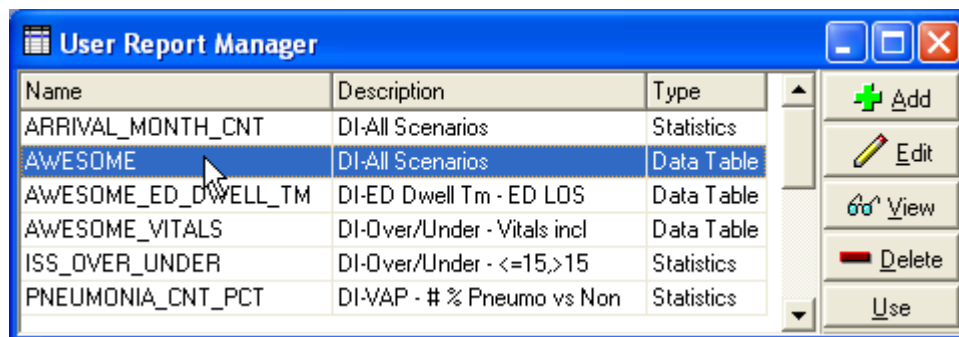 User Report Manager
Name Description Type
ARRIVAL_MONTH_CNT DI-All Scenarios Statistics
AWESOME DI-All Scenarios Data Table
AWESOME_ED_DWELL_TM DI-ED Dwell Tm - ED LOS Data Table
AWESOME_VITALS DI-Over/Under - Vitals incl Data Table
ISS_OVER_UNDER DI-Over/Under - <=15,>15 Statistics
PNEUMONIA_CNT_PCT DI-VAP - # % Pneumo vs Non Statistics
Add
Edit
View
Delete
Use